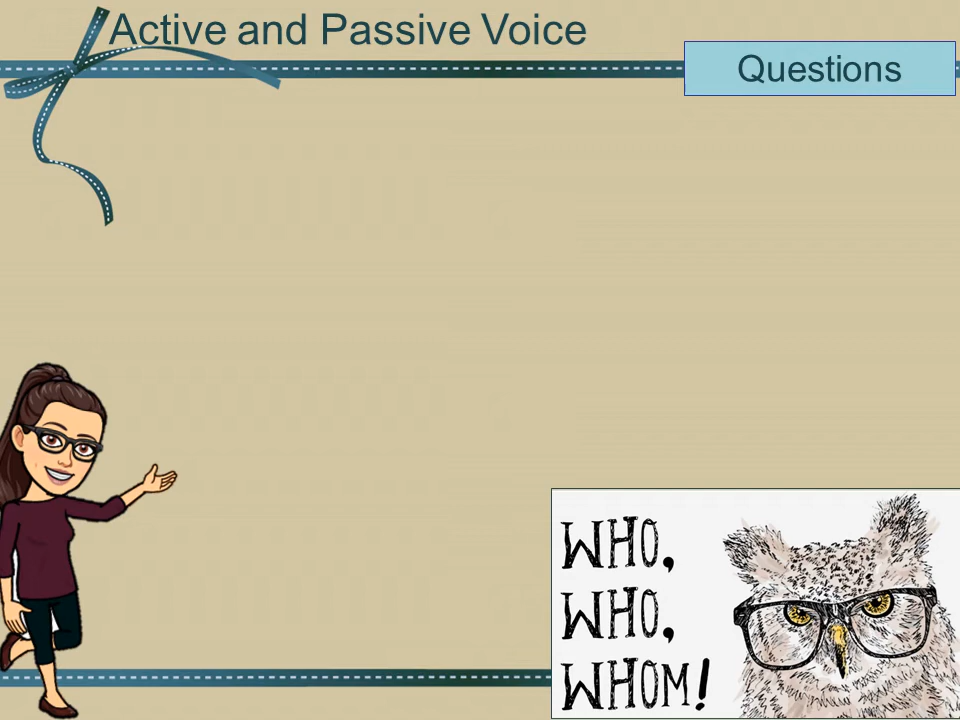 Active and Passive Voice
Questions
WHO,
WHO,
WHOM!